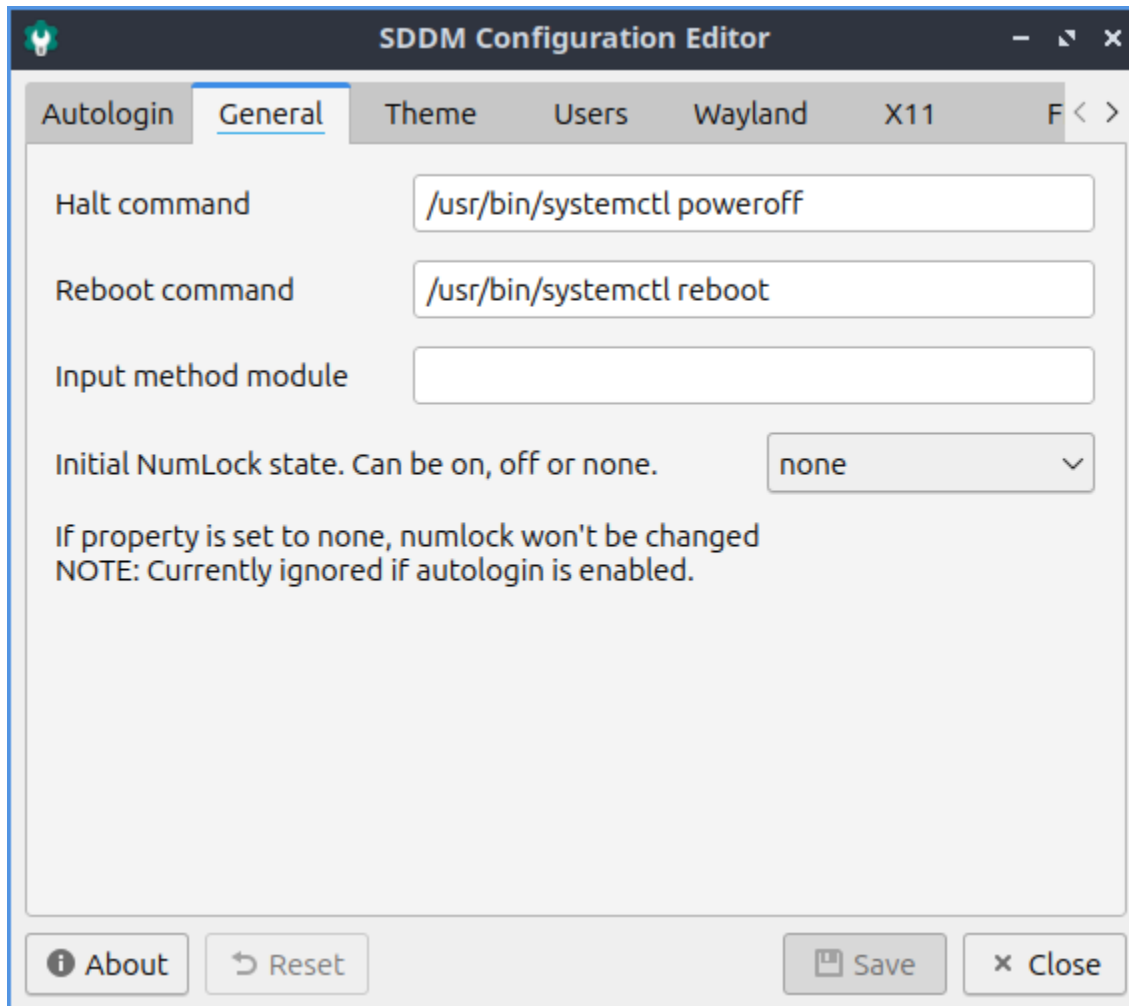 SDDM Configuration Editor
Autologin General Theme Users Wayland X11 F
Halt command /usr/bin/systemctl poweroff
Reboot command /usr/bin/systemctl reboot
Input method module
Initial NumLock state. Can be on, off or none. none
If property is set to none, numlock won't be changed
NOTE: Currently ignored if autologin is enabled.
About Reset Save Close